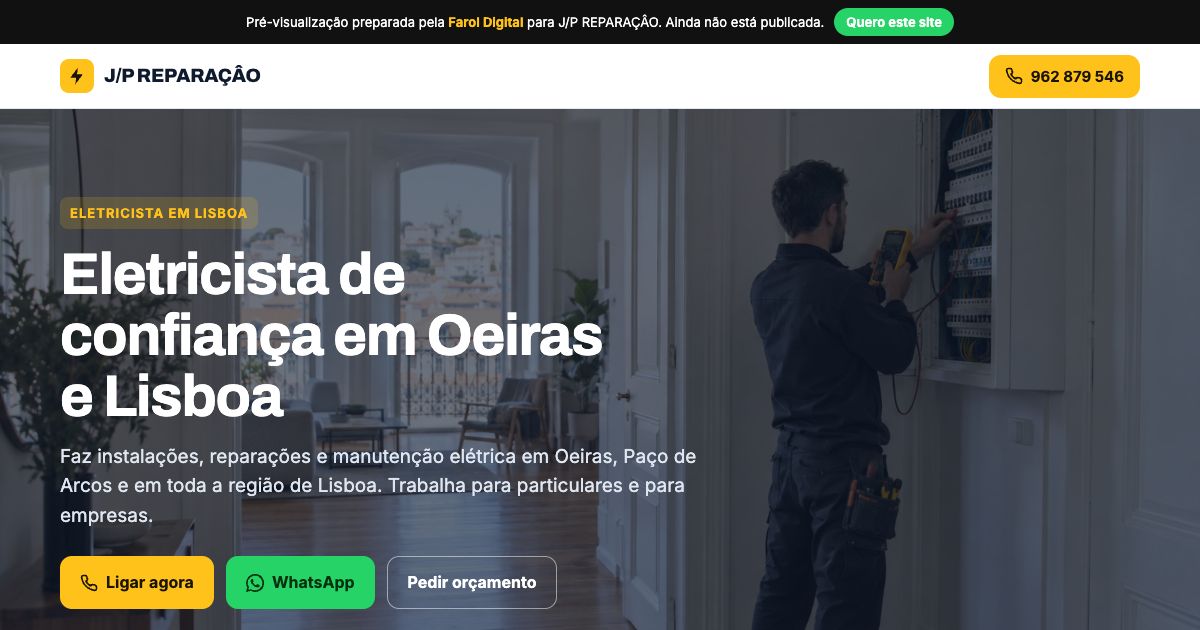 Pré-visualização preparada pela Farol Digital para J/P REPARAÇÂO. Ainda não está publicada. Quero este site
J/P REPARAÇÂO 962 879 546
ELETRICISTA EM LISBOA
Eletricista de
confiança em Oeiras
e Lisboa
Faz instalações, reparações e manutenção elétrica em Oeiras, Paço de
Arcos e em toda a região de Lisboa. Trabalha para particulares e para
empresas.
Ligar agora WhatsApp Pedir orçamento